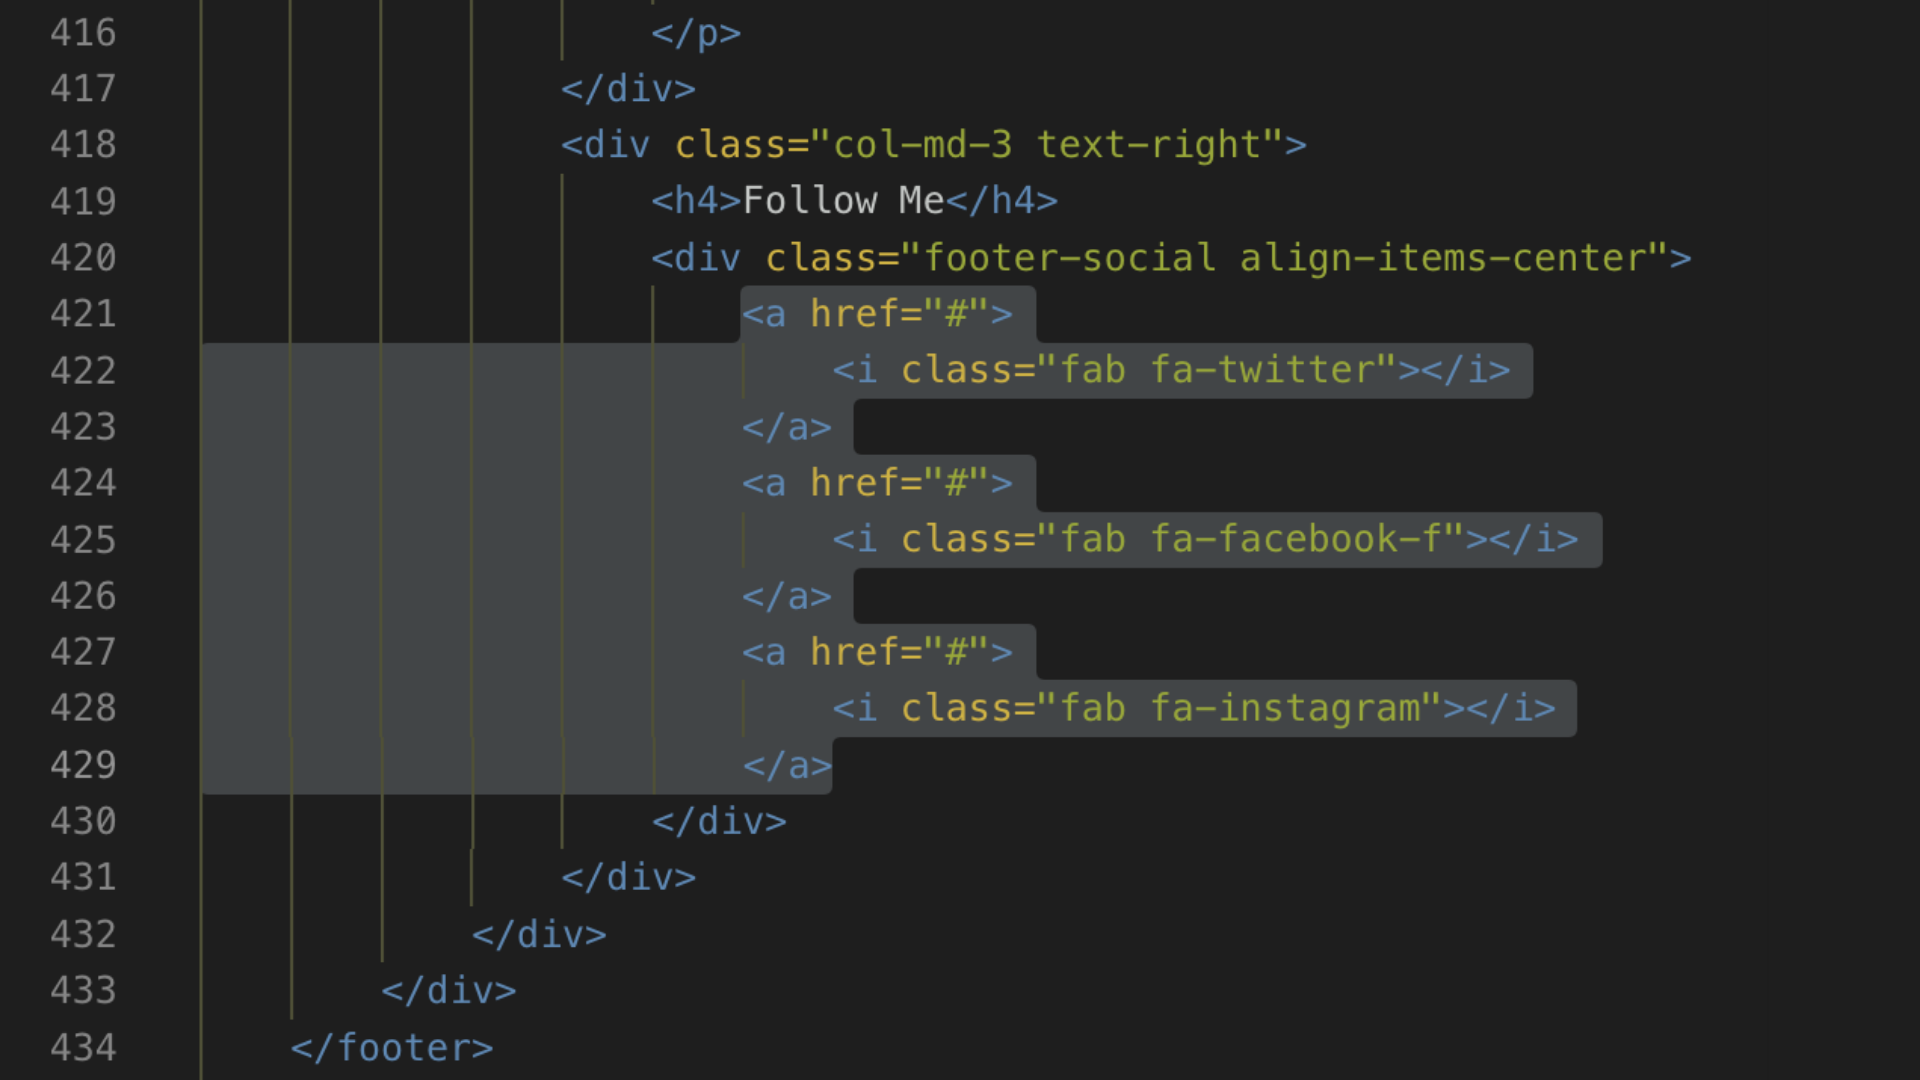 416 </p>
417 </div>
418 <div class="col-md-3 text-right">
419 <h4>Follow Me</h4>
420 <div class="footer-social align-items-center">
421 <a href="#">
422 <i class="fab fa-twitter"></i>
423 </a>
424 <a href="#">
425 <i class="fab fa-facebook-f"></i>
426 </a>
427 <a href="#">
428 <i class="fab fa-instagram"></i>
429 </a>
430 </div>
431 </div>
432 </div>
433 </div>
434 </footer>